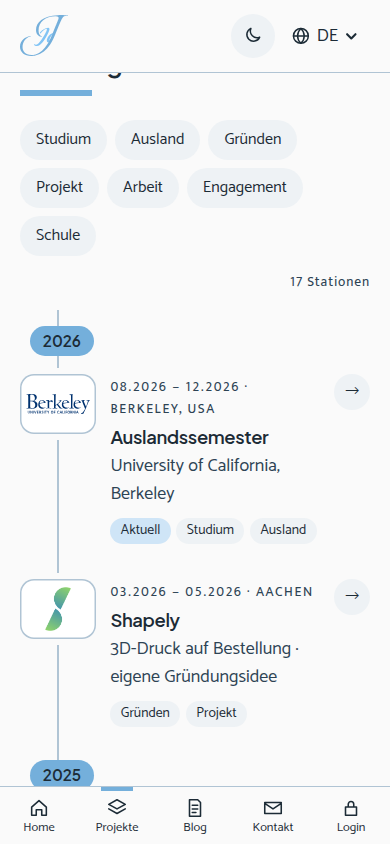 DE
Studium
Ausland
Gründen
Projekt
Arbeit
Engagement
Schule
17 Stationen
2026
Berkeley
UNIVERSITY OF CALIFORNIA
08.2026 – 12.2026 ·
BERKELEY, USA
→
Auslandssemester
University of California,
Berkeley
Aktuell
Studium
Ausland
03.2026 – 05.2026 · AACHEN
→
Shapely
3D-Druck auf Bestellung ·
eigene Gründungsidee
Gründen
Projekt
2025
Home
Projekte
Blog
Kontakt
Login